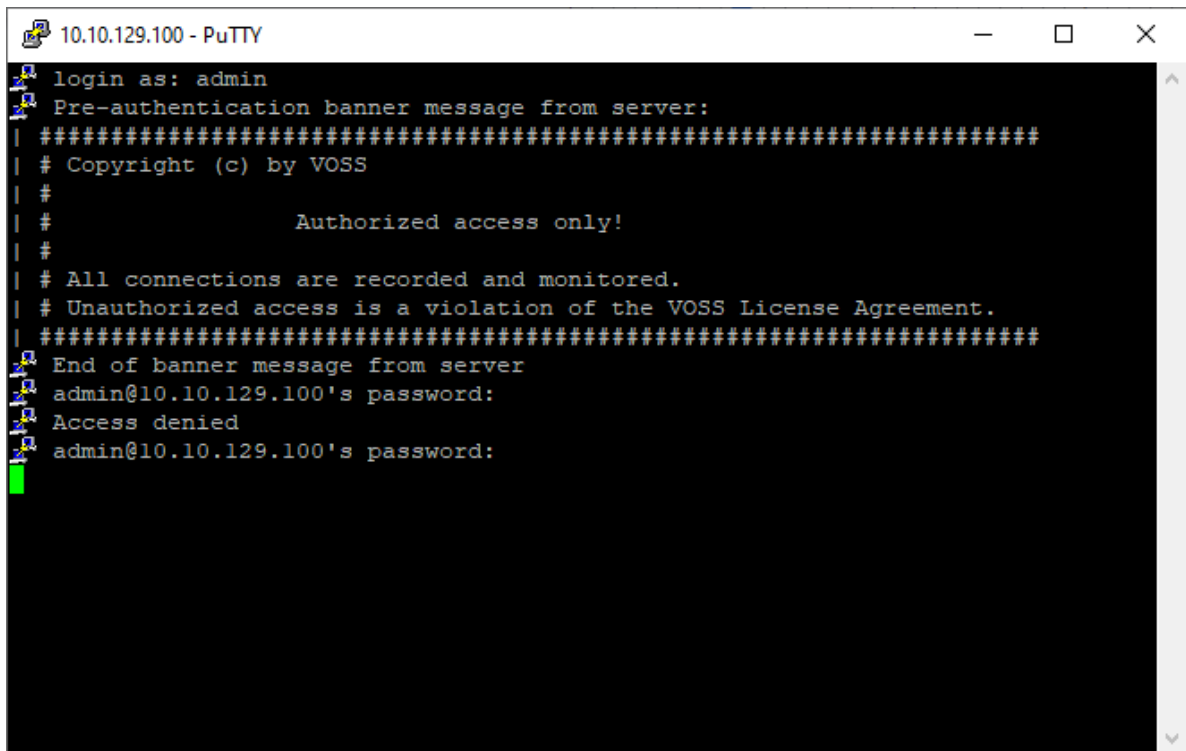 10.10.129.100 - PuTTY
login as: admin
Pre-authentication banner message from server:
| ######################################################################
| # Copyright (c) by VOSS
| #
| #                 Authorized access only!
| #
| # All connections are recorded and monitored.
| # Unauthorized access is a violation of the VOSS License Agreement.
| ######################################################################
End of banner message from server
admin@10.10.129.100's password:
Access denied
admin@10.10.129.100's password: